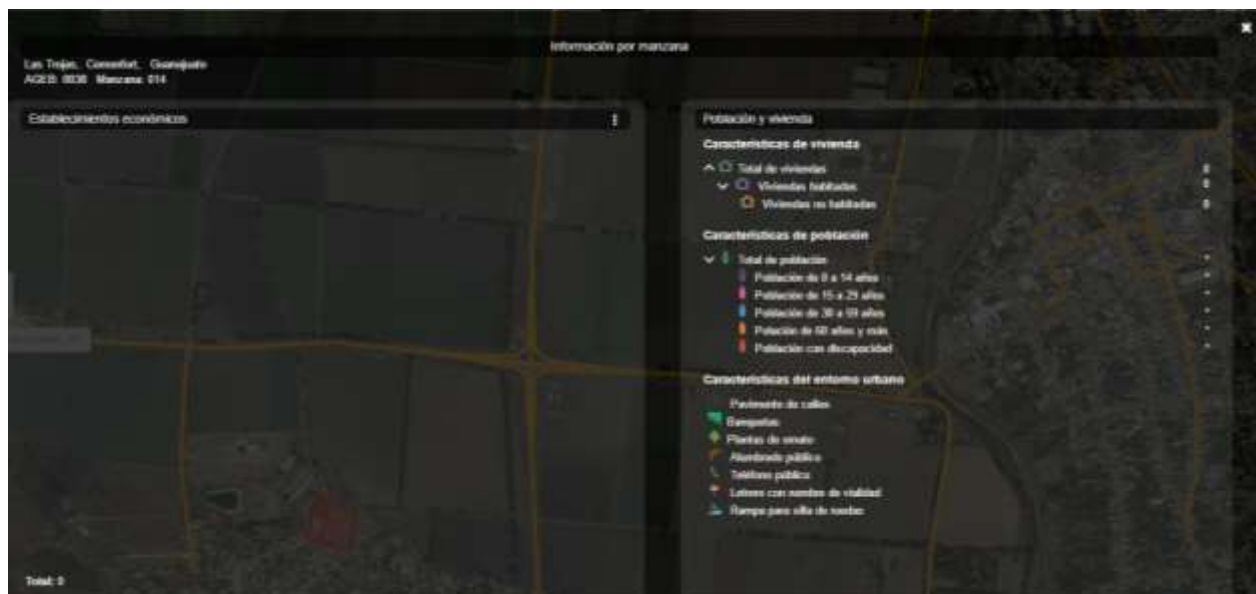 Información por manzana
Las Trojas, Comonfort, Guanajuato
AGEB: 0036 Manzana: 014
Establecimientos económicos
Total: 0
Población y vivienda
Características de vivienda
Total de viviendas 0
Viviendas habitadas 0
Viviendas no habitadas 0
Características de población
Total de población -
Población de 0 a 14 años -
Población de 15 a 29 años -
Población de 30 a 59 años -
Polación de 60 años y más -
Población con discapacidad -
Características del entorno urbano
Pavimento de calles
Banquetas
Plantas de ornato
Alumbrado público
Teléfono público
Letrero con nombre de vialidad
Rampa para silla de ruedas